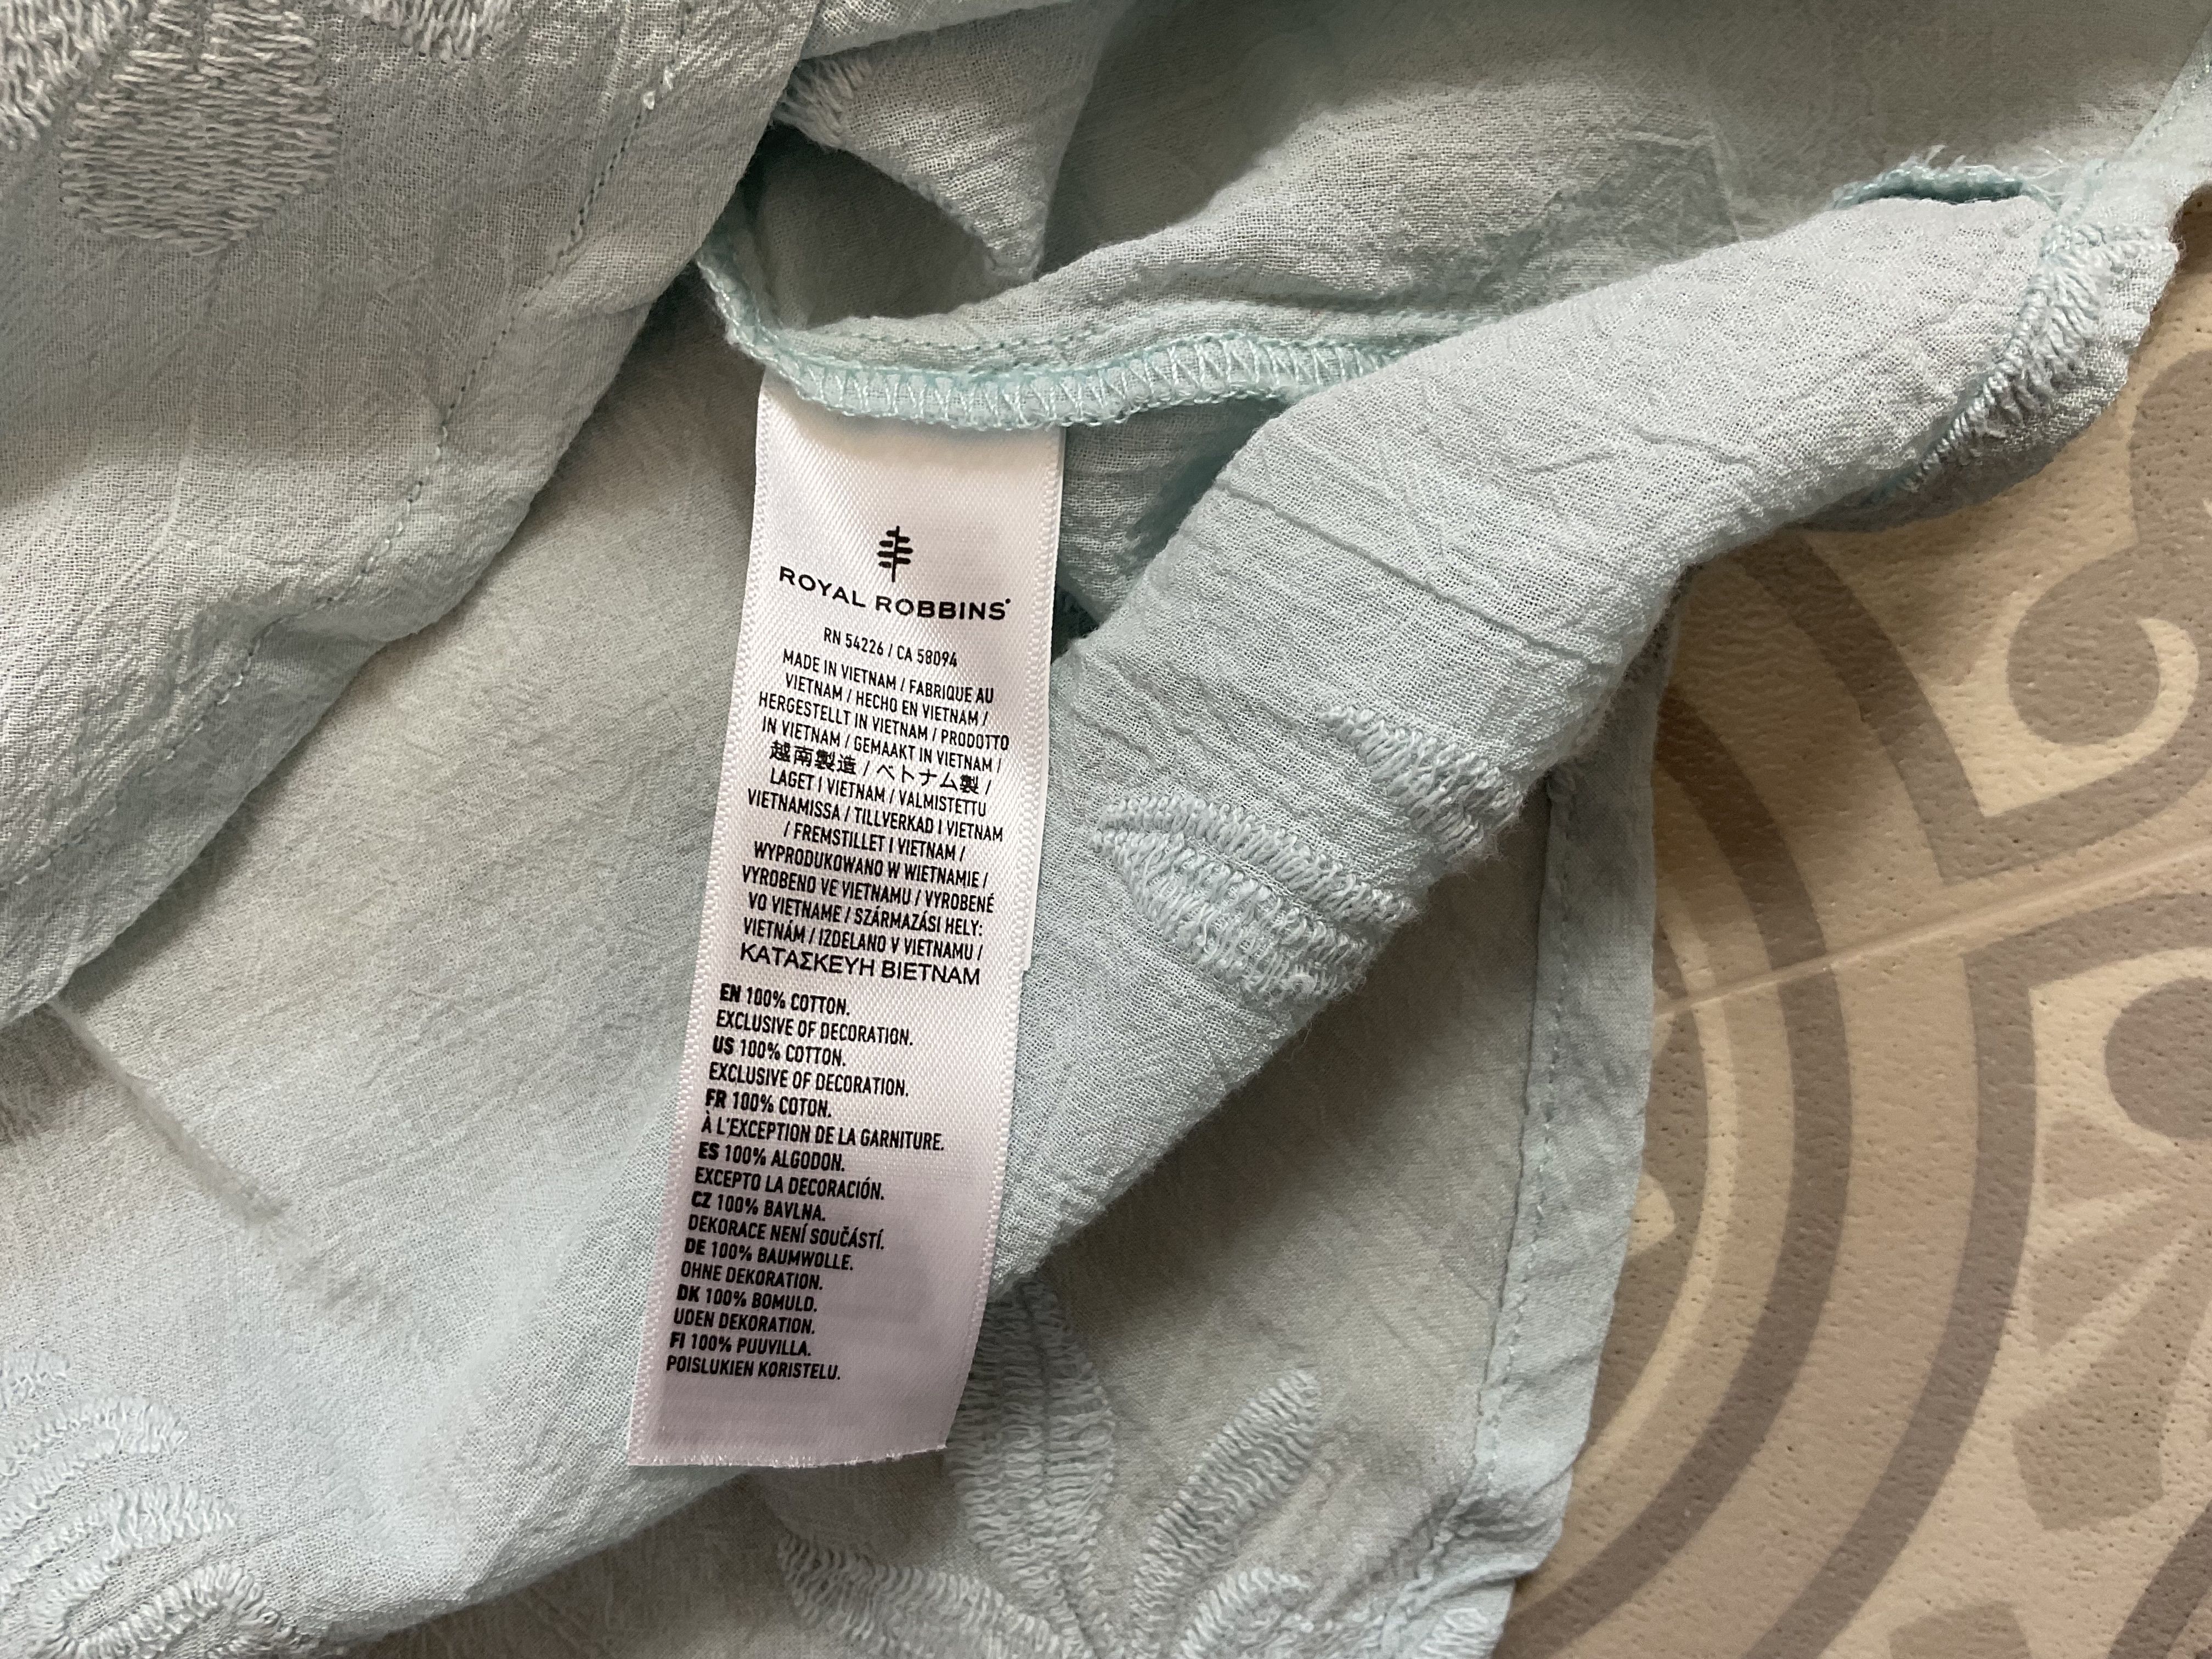 ROYAL ROBBINS®
RN 54226 / CA 58094
MADE IN VIETNAM / FABRIQUE AU
VIETNAM / HECHO EN VIETNAM /
HERGESTELLT IN VIETNAM / PRODOTTO
IN VIETNAM / GEMAAKT IN VIETNAM /
越南製造 / ベトナム製 /
LAGET I VIETNAM / VALMISTETTU
VIETNAMISSA / TILLVERKAD I VIETNAM
/ FREMSTILLET I VIETNAM /
WYPRODUKOWANO W WIETNAMIE /
VYROBENO VE VIETNAMU / VYROBENÉ
VO VIETNAME / SZÁRMAZÁSI HELY:
VIETNÁM / IZDELANO V VIETNAMU /
ΚΑΤΑΣΚΕΥΗ ΒΙΕΤΝΑΜ
EN 100% COTTON.
EXCLUSIVE OF DECORATION.
US 100% COTTON.
EXCLUSIVE OF DECORATION.
FR 100% COTON.
À L'EXCEPTION DE LA GARNITURE.
ES 100% ALGODON.
EXCEPTO LA DECORACIÓN.
CZ 100% BAVLNA.
DEKORACE NENÍ SOUČÁSTÍ.
DE 100% BAUMWOLLE.
OHNE DEKORATION.
DK 100% BOMULD.
UDEN DEKORATION.
FI 100% PUUVILLA.
POISLUKIEN KORISTELU.